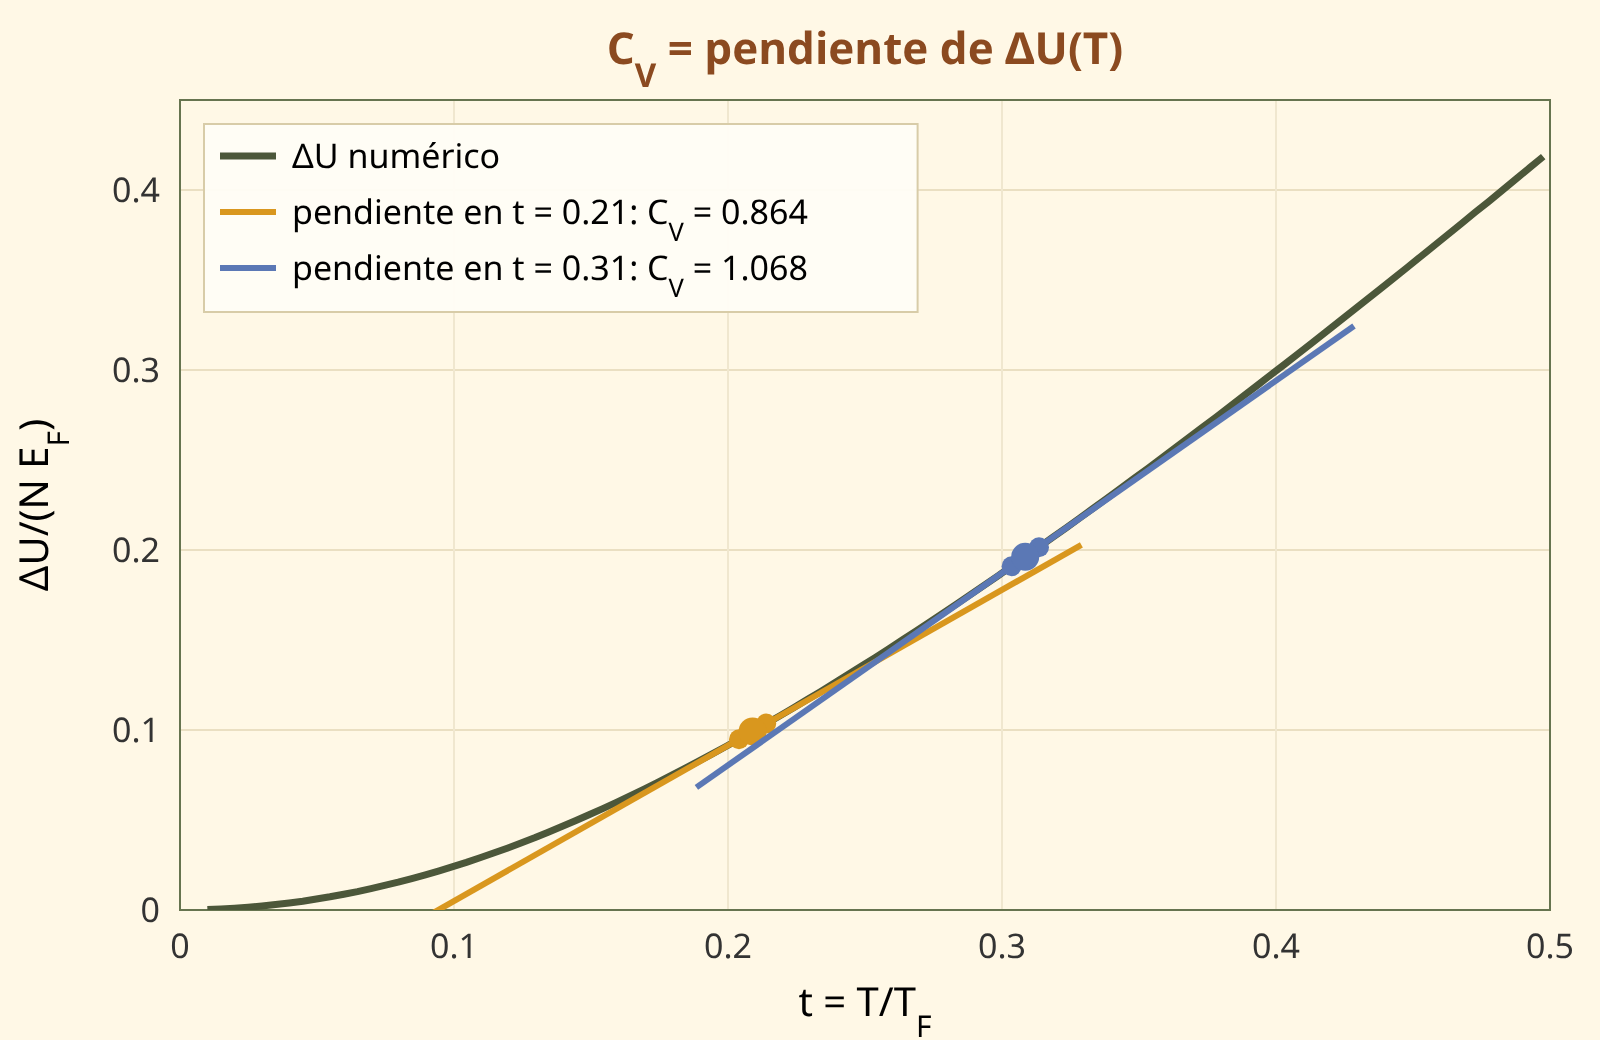 C_V = pendiente de ΔU(T)
ΔU numérico
pendiente en t = 0.21: C_V = 0.864
pendiente en t = 0.31: C_V = 1.068
ΔU/(N E_F)
0.4
0.3
0.2
0.1
0
0 0.1 0.2 0.3 0.4 0.5
t = T/T_F